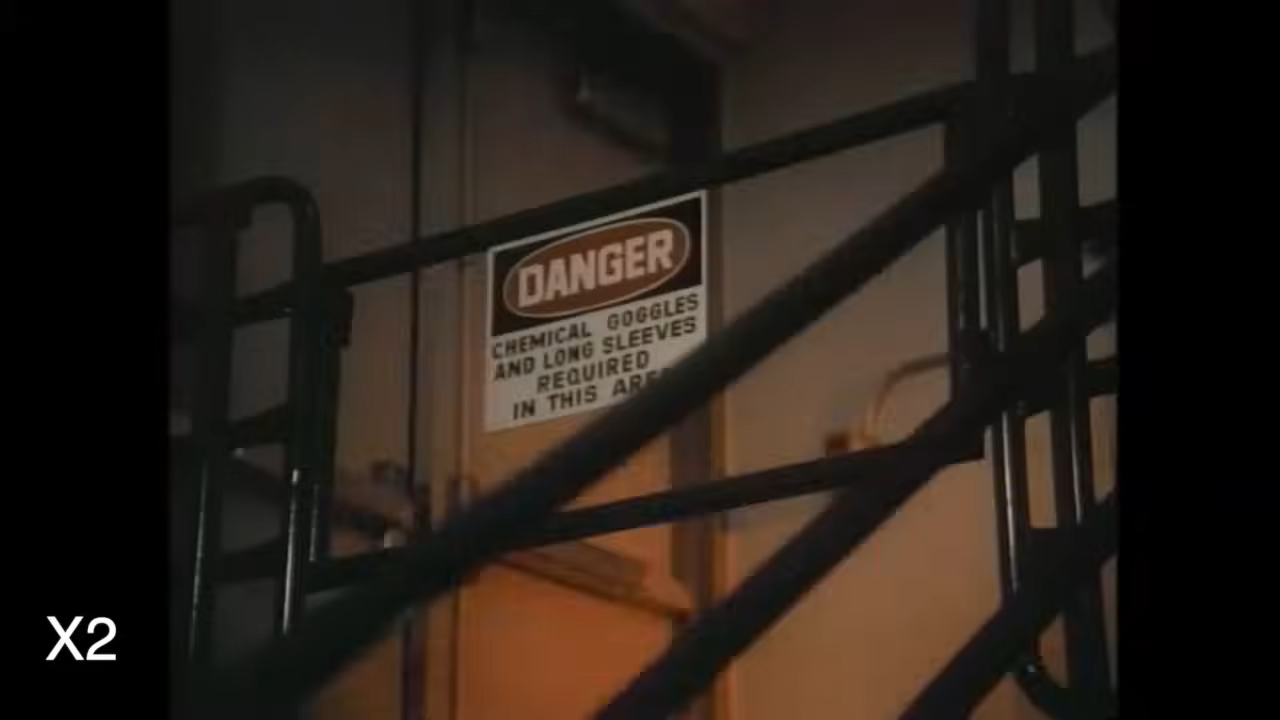 DANGER
CHEMICAL GOGGLES
AND LONG SLEEVES
REQUIRED
IN THIS
X2